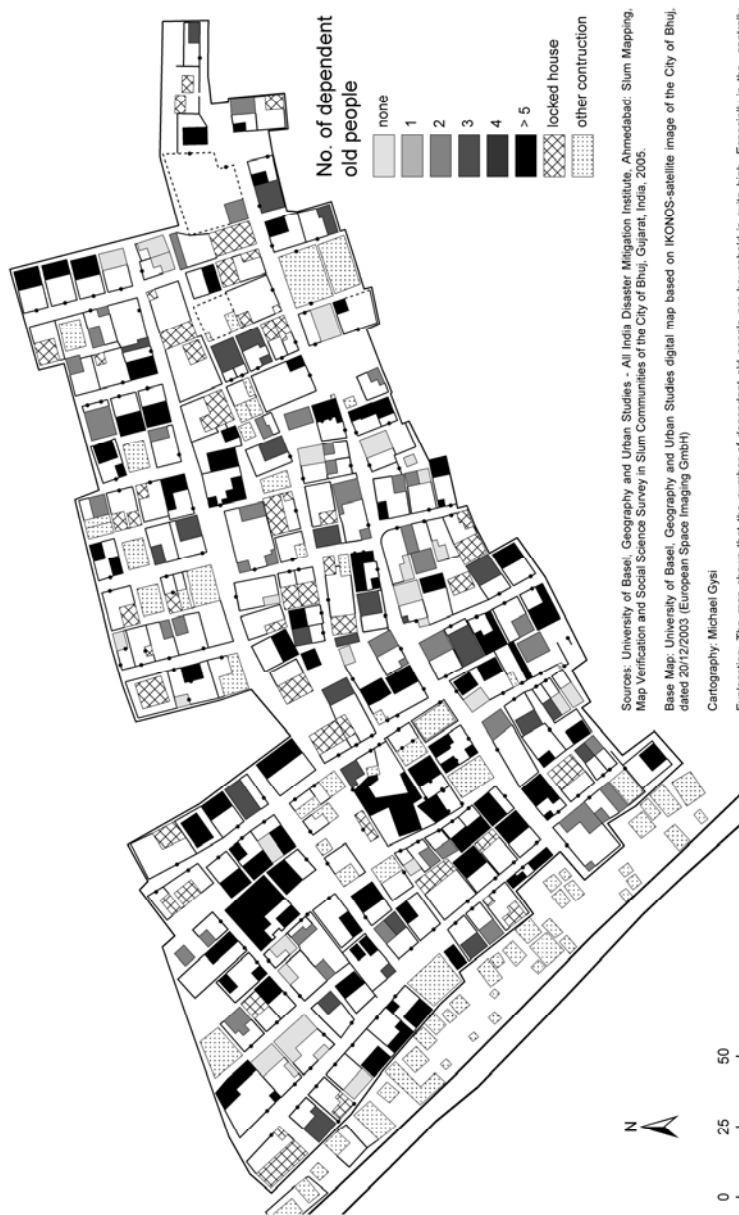 No. of dependent
old people
none
1
2
3
4
> 5
locked house
other contruction
Sources: University of Basel, Geography and Urban Studies - All India Disaster Mitigation Institute, Ahmedabad: Slum Mapping,
Map Verification and Social Science Survey in Slum Communities of the City of Bhuj, Gujarat, India, 2005.
Base Map: University of Basel, Geography and Urban Studies digital map based on IKONOS-satellite image of the City of Bhuj,
dated 20/12/2003 (European Space Imaging GmbH)
Cartography: Michael Gysi
N
0 25 50